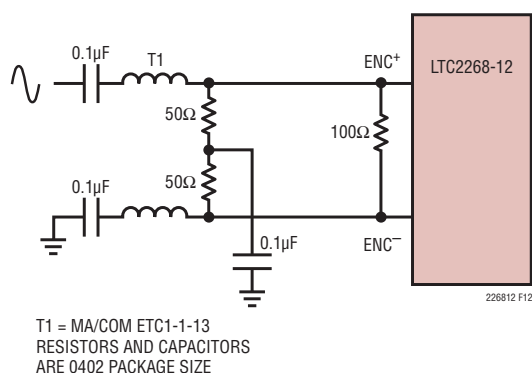 0.1µF
T1
ENC+
LTC2268-12
50Ω
100Ω
50Ω
0.1µF
0.1µF
ENC–
226812 F12
T1 = MA/COM ETC1-1-13
RESISTORS AND CAPACITORS
ARE 0402 PACKAGE SIZE